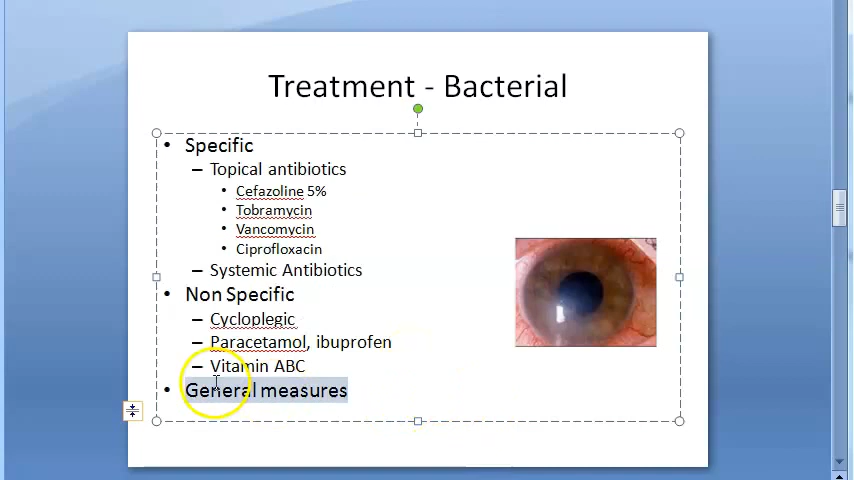 Treatment - Bacterial
• Specific
– Topical antibiotics
• Cefazoline 5%
• Tobramycin
• Vancomycin
• Ciprofloxacin
– Systemic Antibiotics
• Non Specific
– Cycloplegic
– Paracetamol, ibuprofen
– Vitamin ABC
• General measures